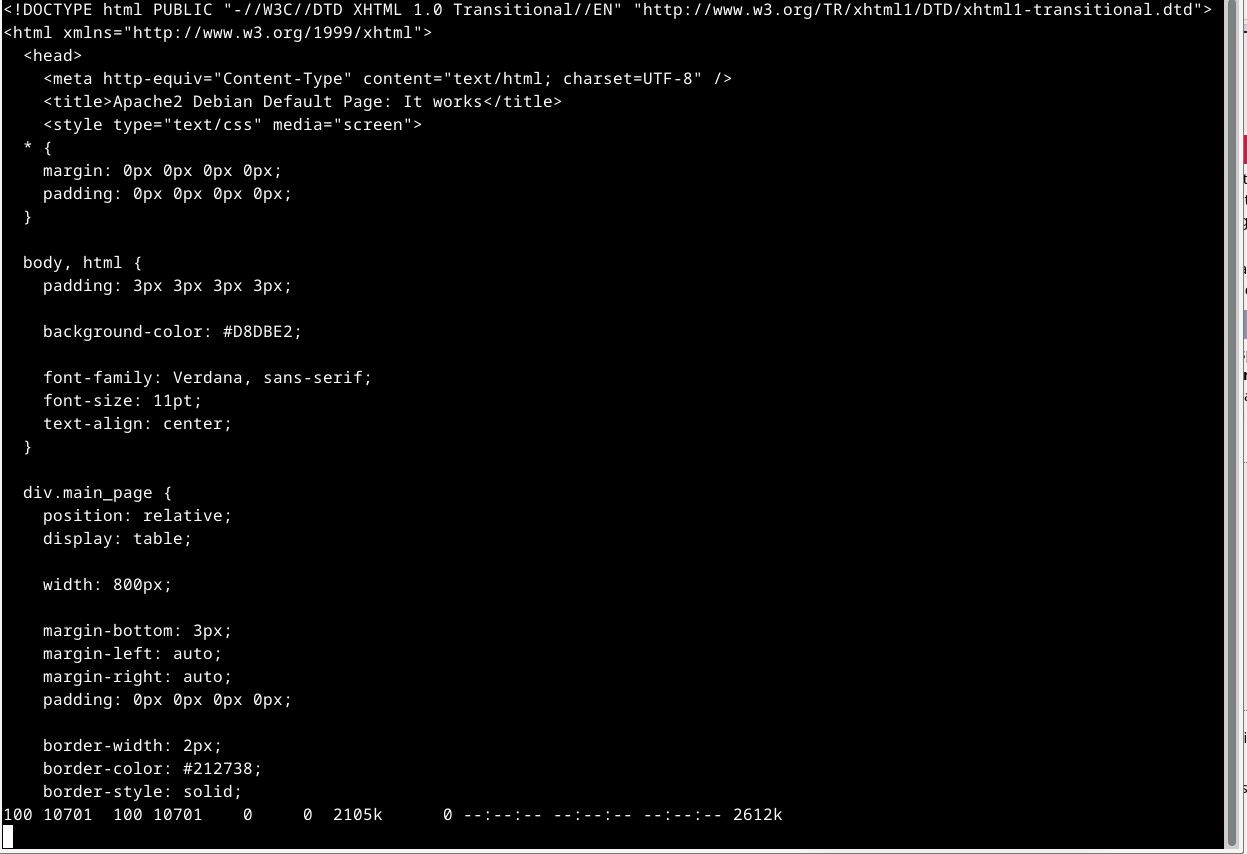 <!DOCTYPE html PUBLIC "-//W3C//DTD XHTML 1.0 Transitional//EN" "http://www.w3.org/TR/xhtml1/DTD/xhtml1-transitional.dtd">
<html xmlns="http://www.w3.org/1999/xhtml">
  <head>
    <meta http-equiv="Content-Type" content="text/html; charset=UTF-8" />
    <title>Apache2 Debian Default Page: It works</title>
    <style type="text/css" media="screen">
  * {
    margin: 0px 0px 0px 0px;
    padding: 0px 0px 0px 0px;
  }

  body, html {
    padding: 3px 3px 3px 3px;

    background-color: #D8DBE2;

    font-family: Verdana, sans-serif;
    font-size: 11pt;
    text-align: center;
  }

  div.main_page {
    position: relative;
    display: table;

    width: 800px;

    margin-bottom: 3px;
    margin-left: auto;
    margin-right: auto;
    padding: 0px 0px 0px 0px;

    border-width: 2px;
    border-color: #212738;
    border-style: solid;
100 10701  100 10701    0     0  2105k      0 --:--:-- --:--:-- --:--:-- 2612k